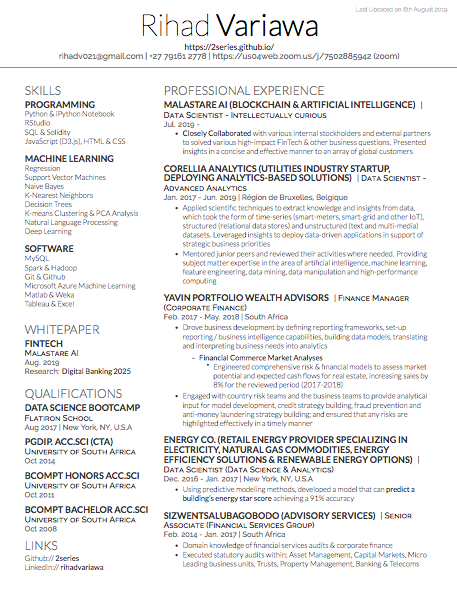 Last Updated on 6th August 2019
Rihad Variawa
https://2series.github.io/
rihadv021@gmail.com | +27 79161 2778 | https://us04web.zoom.us/j/7502885942 (zoom)
SKILLS
PROGRAMMING
Python & iPython Notebook
RStudio
SQL & Solidity
JavaScript (D3.js), HTML & CSS
MACHINE LEARNING
Regression
Support Vector Machines
Naive Bayes
K-Nearest Neighbors
Decision Trees
K-means Clustering & PCA Analysis
Natural Language Processing
Deep Learning
SOFTWARE
MySQL
Spark & Hadoop
Git & Github
Microsoft Azure Machine Learning
Matlab & Weka
Tableau & Excel
WHITEPAPER
FINTECH
Malastare AI
Aug. 2019
Research: Digital Banking 2025
QUALIFICATIONS
DATA SCIENCE BOOTCAMP
Flatiron School
Aug 2017 | New York, N.Y, U.S.A
PGDIP. ACC.SCI (CTA)
University of South Africa
Oct 2014
BCOMPT HONORS ACC.SCI
University of South Africa
Oct 2011
BCOMPT BACHELOR ACC.SCI
University of South Africa
Oct 2008
LINKS
Github:// 2series
LinkedIn:// rihadvariawa
PROFESSIONAL EXPERIENCE
MALASTARE AI (BLOCKCHAIN & ARTIFICIAL INTELLIGENCE) |
Data Scientist - Intellectually curious
Jul. 2019 -
• Closely Collaborated with various internal stockholders and external partners
to solved various high-impact FinTech & other business questions. Presented
insights in a concise and effective manner to an array of global customers
CORELLIA ANALYTICS (UTILITIES INDUSTRY STARTUP,
DEPLOYING ANALYTICS-BASED SOLUTIONS) | Data Scientist -
Advanced Analytics
Jan. 2017 - Jun. 2019 | Région de Bruxelles, Belgique
• Applied scientific techniques to extract knowledge and insights from data,
which took the form of time-series (smart-meters, smart-grid and other IoT),
structured (relational data stores) and unstructured (text and multi-media)
datasets. Leveraged insights to deploy data-driven applications in support of
strategic business priorities
• Mentored junior peers and reviewed their activities where needed. Providing
subject matter expertise in the area of artificial intelligence, machine learning,
feature engineering, data mining, data manipulation and high-performance
computing
YAVIN PORTFOLIO WEALTH ADVISORS | Finance Manager
(Corporate Finance)
Feb. 2017 - May. 2018 | South Africa
• Drove business development by defining reporting frameworks, set-up
reporting / business intelligence capabilities, building data models, translating
and interpreting business needs into analytics
– Financial Commerce Market Analyses
* Engineered comprehensive risk & financial models to assess market
potential and expected cash flows for real estate, increasing sales by
8% for the reviewed period (2017-2018)
• Engaged with country risk teams and the business teams to provide analytical
input for model development, credit strategy building, fraud prevention and
anti-money laundering strategy building; and ensured that any risks are
highlighted effectively in a timely manner
ENERGY CO. (RETAIL ENERGY PROVIDER SPECIALIZING IN
ELECTRICITY, NATURAL GAS COMMODITIES, ENERGY
EFFICIENCY SOLUTIONS & RENEWABLE ENERGY OPTIONS) |
Data Scientist (Data Science & Analytics)
Dec. 2016 - Jan. 2017 | New York, NY, U.S.A
• Using predictive modeling methods, developed a model that can predict a
building's energy star score achieving a 91% accuracy
SIZWENTSALUBAGOBODO (ADVISORY SERVICES) | Senior
Associate (Financial Services Group)
Feb. 2014 - Jan. 2017 | South Africa
• Domain knowledge of financial services audits & corporate finance
• Executed statutory audits within; Asset Management, Capital Markets, Micro
Leading business units, Trusts, Property Management, Banking & Treasury